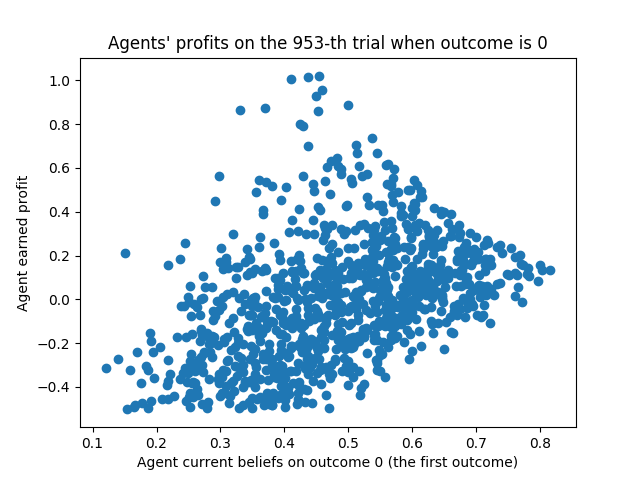 Agents' profits on the 953-th trial when outcome is 0
1.0
0.8
0.6
0.4
0.2
0.0
−0.2
−0.4
Agent earned profit
0.1 0.2 0.3 0.4 0.5 0.6 0.7 0.8
Agent current beliefs on outcome 0 (the first outcome)